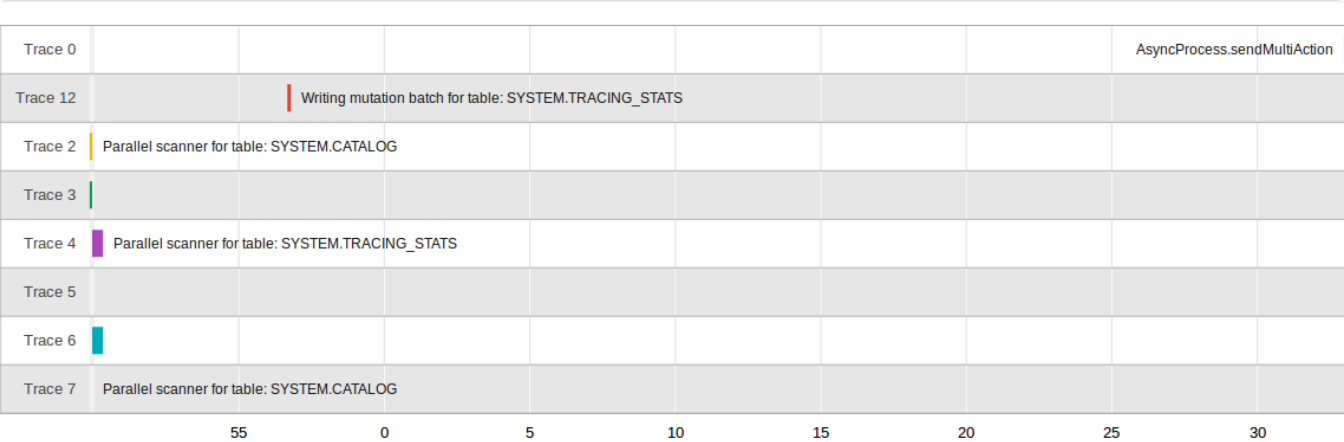 Trace 0 AsyncProcess.sendMultiAction
Trace 12 Writing mutation batch for table: SYSTEM.TRACING_STATS
Trace 2 Parallel scanner for table: SYSTEM.CATALOG
Trace 3
Trace 4 Parallel scanner for table: SYSTEM.TRACING_STATS
Trace 5
Trace 6
Trace 7 Parallel scanner for table: SYSTEM.CATALOG
55 0 5 10 15 20 25 30